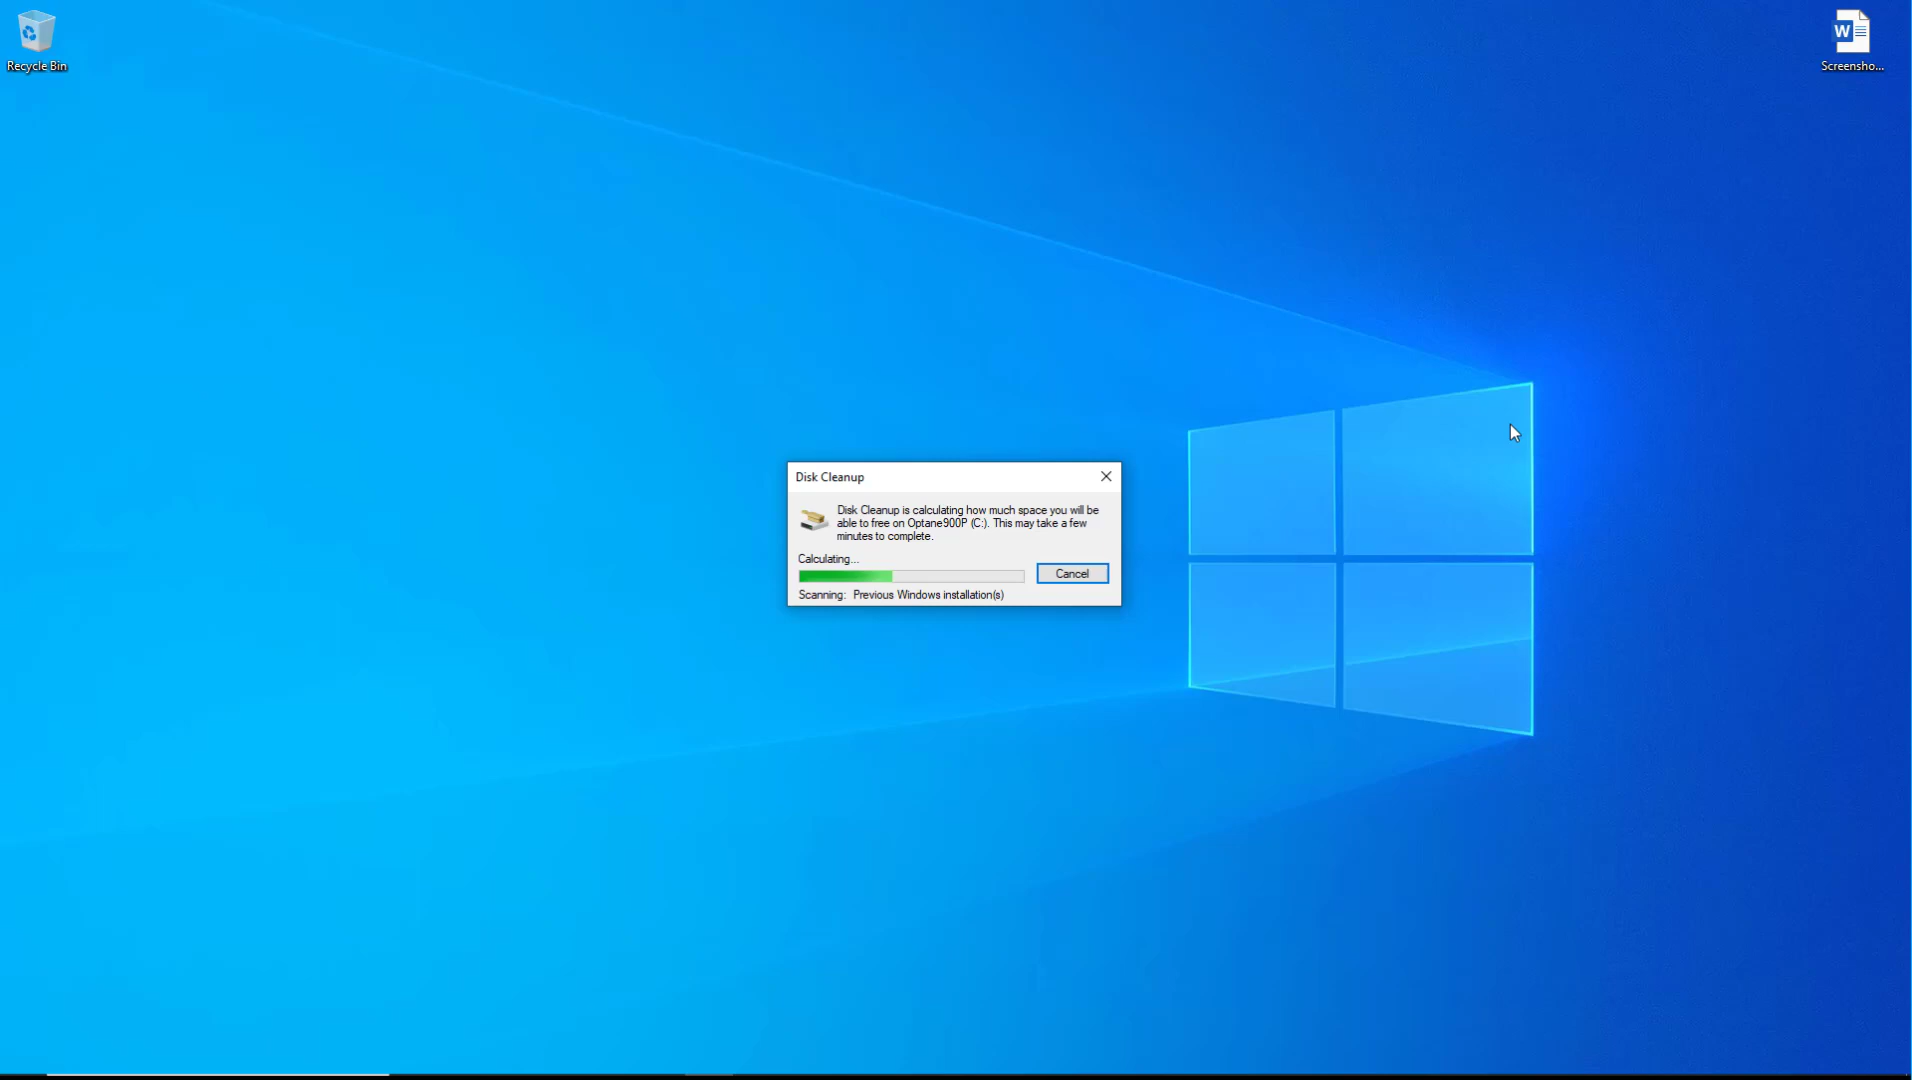 Recycle Bin
W
Screensho...
Disk Cleanup
Disk Cleanup is calculating how much space you will be
able to free on Optane900P (C:). This may take a few
minutes to complete.
Calculating...
Cancel
Scanning: Previous Windows installation(s)